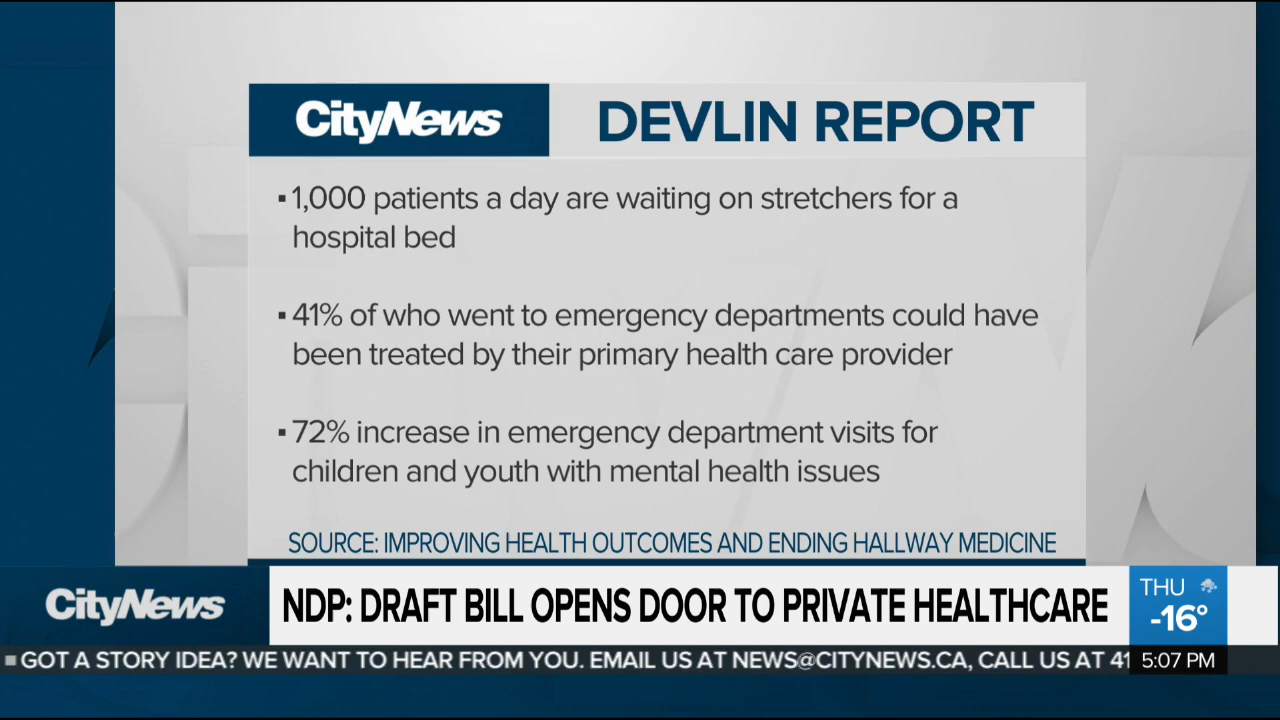 CityNews
DEVLIN REPORT
▪ 1,000 patients a day are waiting on stretchers for a
hospital bed
▪ 41% of who went to emergency departments could have
been treated by their primary health care provider
▪ 72% increase in emergency department visits for
children and youth with mental health issues
SOURCE: IMPROVING HEALTH OUTCOMES AND ENDING HALLWAY MEDICINE
CityNews
NDP: DRAFT BILL OPENS DOOR TO PRIVATE HEALTHCARE
THU
-16°
■ GOT A STORY IDEA? WE WANT TO HEAR FROM YOU. EMAIL US AT NEWS@CITYNEWS.CA, CALL US AT 41
5:07 PM